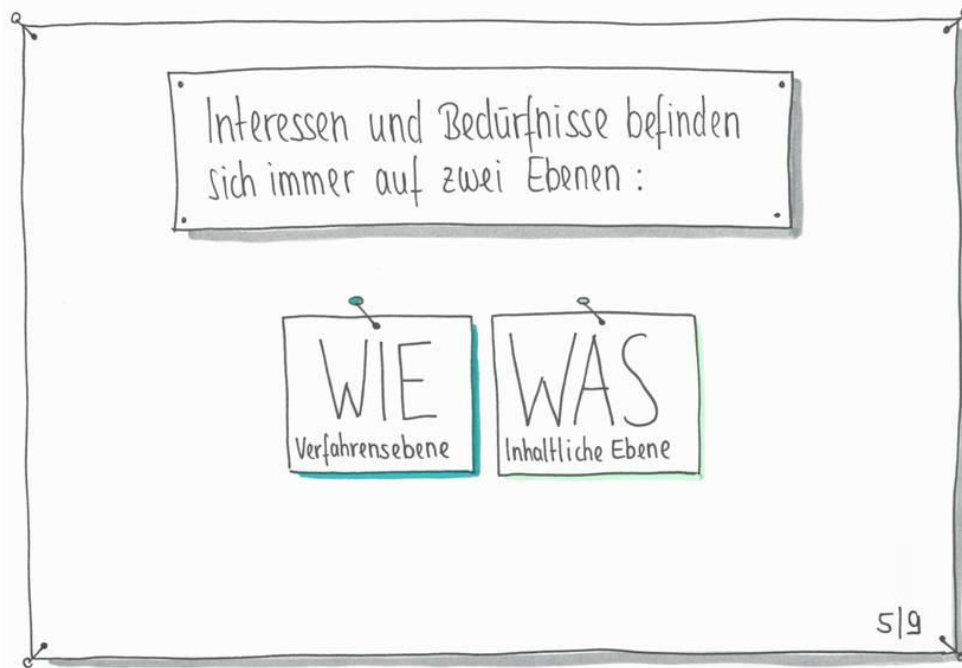 Interessen und Bedürfnisse befinden
sich immer auf zwei Ebenen :
WIE
Verfahrensebene
WAS
Inhaltliche Ebene
5|9